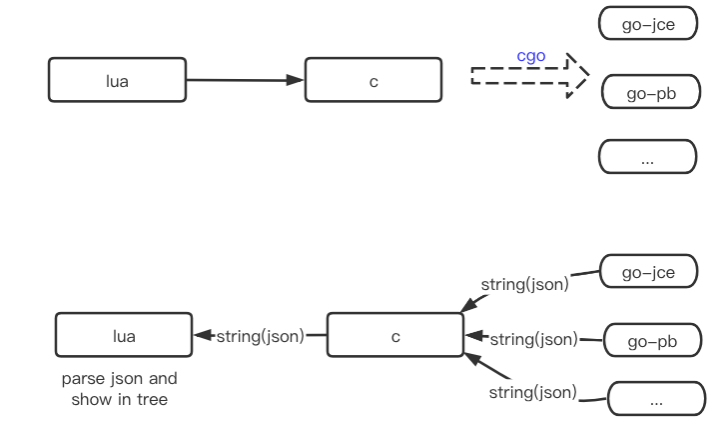 go-jce
cgo
lua
c
go-pb
...
go-jce
string(json)
lua
string(json)
c
string(json)
go-pb
parse json and
show in tree
string(json)
...